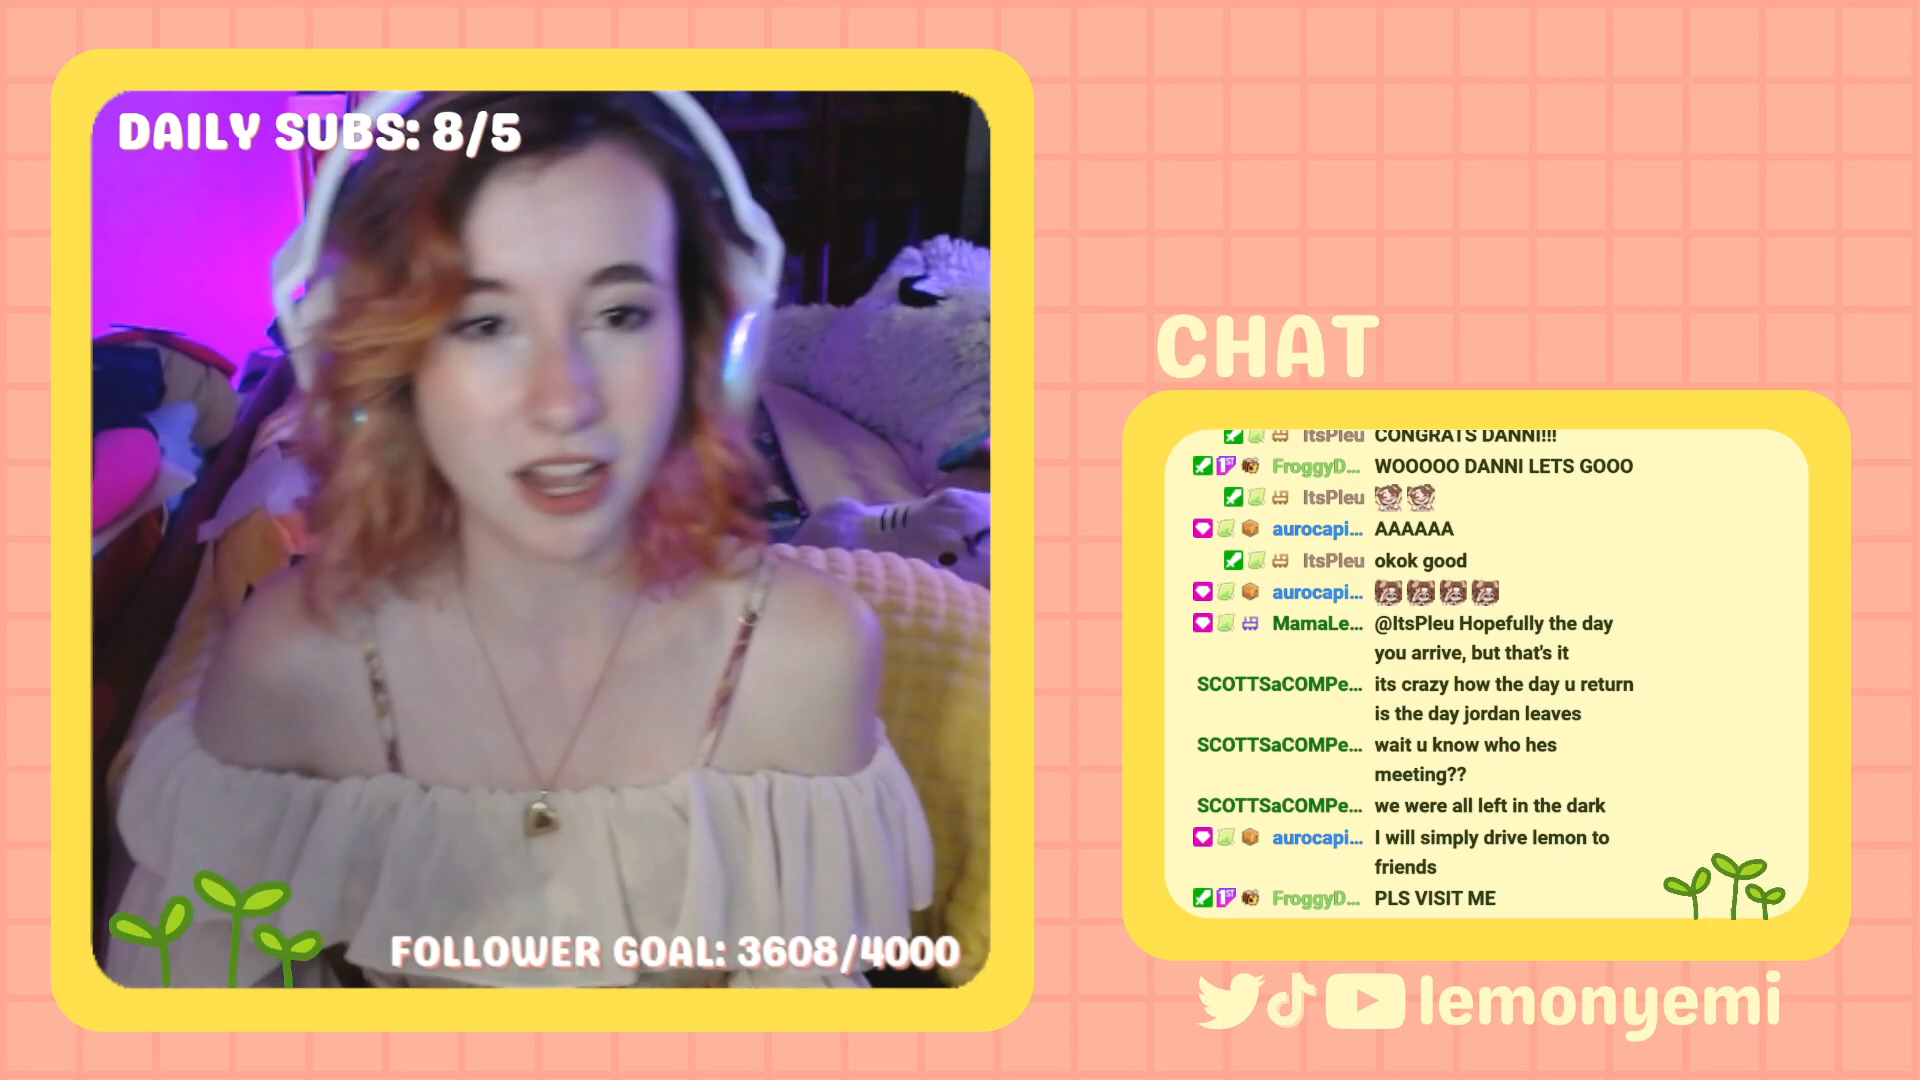 DAILY SUBS: 8/5
FOLLOWER GOAL: 3608/4000
CHAT
ItsPleu CONGRATS DANNI!!!
FroggyD... WOOOOO DANNI LETS GOOO
ItsPleu
aurocapi... AAAAAA
ItsPleu okok good
aurocapi...
MamaLe... @ItsPleu Hopefully the day
you arrive, but that's it
SCOTTSaCOMPe... its crazy how the day u return
is the day jordan leaves
SCOTTSaCOMPe... wait u know who hes
meeting??
SCOTTSaCOMPe... we were all left in the dark
aurocapi... I will simply drive lemon to
friends
FroggyD... PLS VISIT ME
lemonyemi